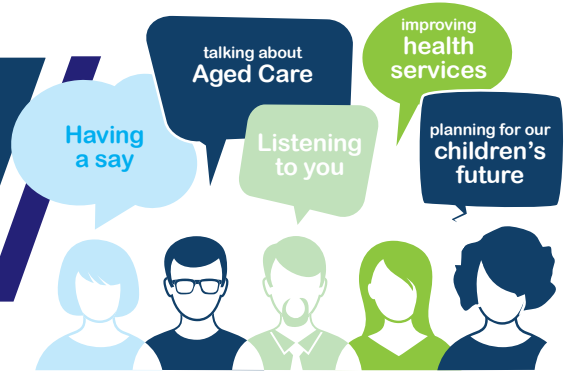 Having
a say
talking about
Aged Care
Listening
to you
improving
health
services
planning for our
children's
future